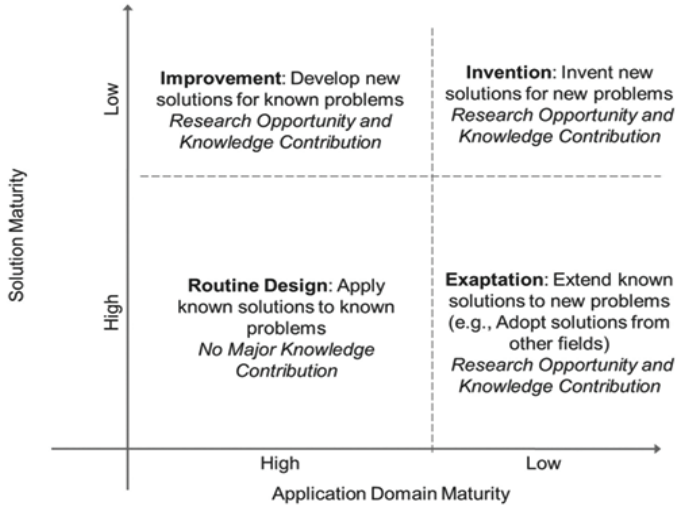 Solution Maturity
Low
High
Improvement: Develop new
solutions for known problems
Research Opportunity and
Knowledge Contribution
Invention: Invent new
solutions for new problems
Research Opportunity and
Knowledge Contribution
Routine Design: Apply
known solutions to known
problems
No Major Knowledge
Contribution
Exaptation: Extend known
solutions to new problems
(e.g., Adopt solutions from
other fields)
Research Opportunity and
Knowledge Contribution
High
Low
Application Domain Maturity